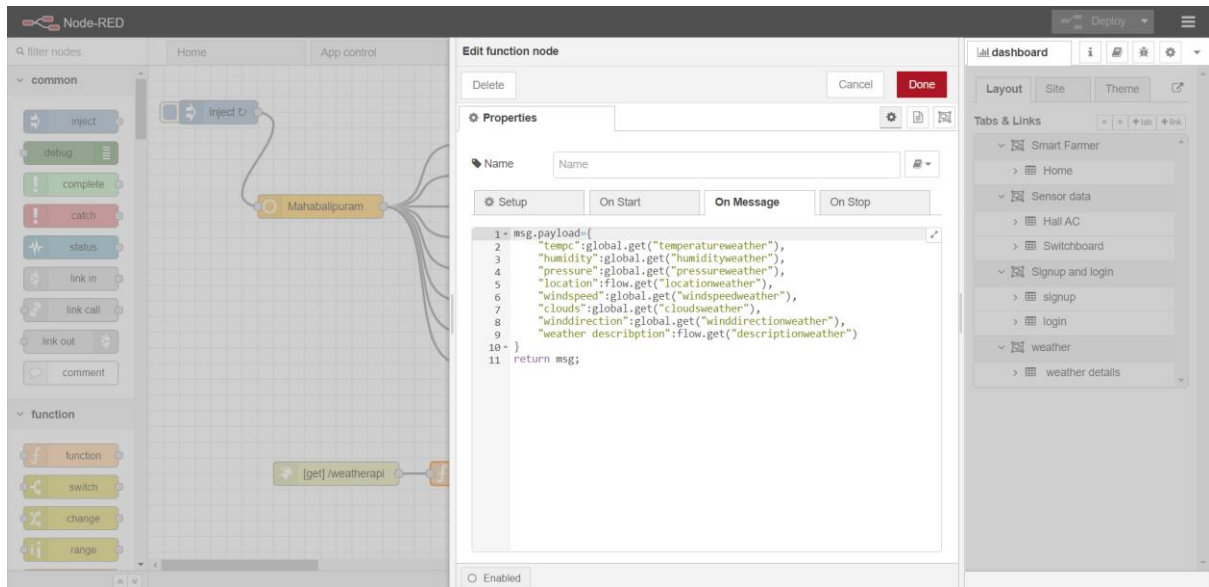 Node-RED
Deploy
filter nodes
common
inject
debug
complete
catch
status
link in
link call
link out
comment
function
function
switch
change
range
Home
App control
inject ↻
Mahabalipuram
[get] /weatherapi
Edit function node
Delete
Cancel
Done
Properties
Name
Name
Setup
On Start
On Message
On Stop
1 msg.payload={
2 "tempc":global.get("temperatureweather"),
3 "humidity":global.get("humidityweather"),
4 "pressure":global.get("pressureweather"),
5 "location":flow.get("locationweather"),
6 "windspeed":global.get("windspeedweather"),
7 "clouds":global.get("cloudsweather"),
8 "winddirection":global.get("winddirectionweather"),
9 "weather describption":flow.get("descriptionweather")
10 }
11 return msg;
Enabled
dashboard
i
Layout
Site
Theme
Tabs & Links
+ tab
+ link
Smart Farmer
Home
Sensor data
Hall AC
Switchboard
Signup and login
signup
login
weather
weather details